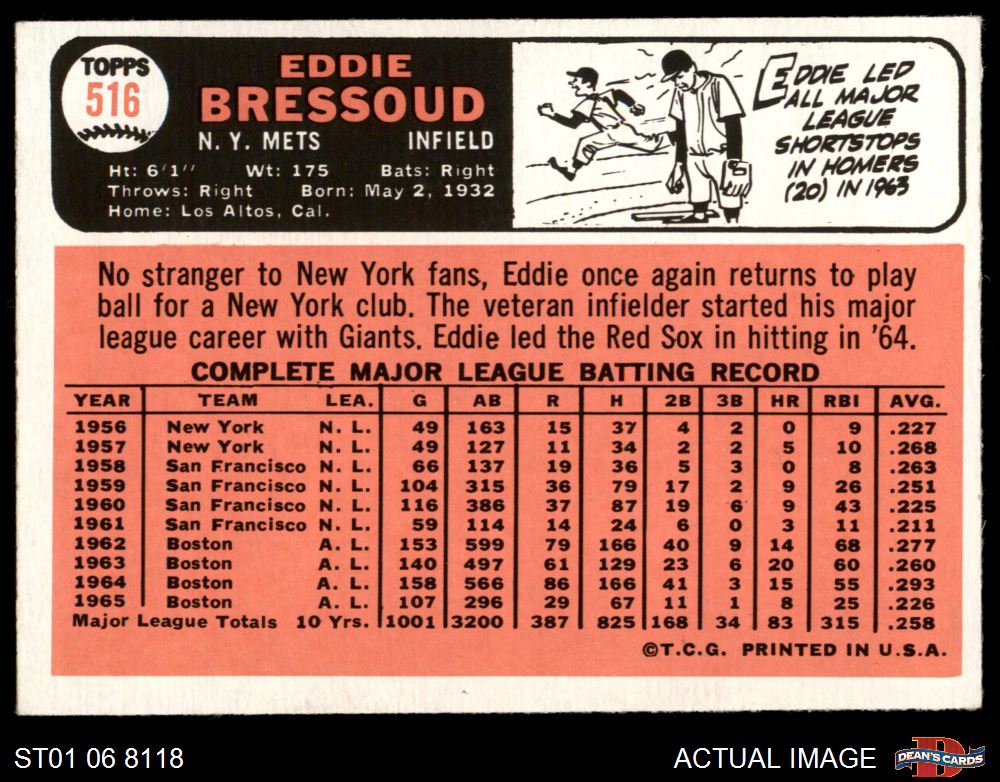 TOPPS
516
EDDIE
BRESSOUD
N. Y. METS INFIELD
Ht: 6'1'' Wt: 175 Bats: Right
Throws: Right Born: May 2, 1932
Home: Los Altos, Cal.
EDDIE LED
ALL MAJOR
LEAGUE
SHORTSTOPS
IN HOMERS
(20) IN 1963
No stranger to New York fans, Eddie once again returns to play
ball for a New York club. The veteran infielder started his major
league career with Giants. Eddie led the Red Sox in hitting in '64.
COMPLETE MAJOR LEAGUE BATTING RECORD
YEAR TEAM LEA. G AB R H 2B 3B HR RBI AVG.
1956 New York N. L. 49 163 15 37 4 2 0 9 .227
1957 New York N. L. 49 127 11 34 2 2 5 10 .268
1958 San Francisco N. L. 66 137 19 36 5 3 0 8 .263
1959 San Francisco N. L. 104 315 36 79 17 2 9 26 .251
1960 San Francisco N. L. 116 386 37 87 19 6 9 43 .225
1961 San Francisco N. L. 59 114 14 24 6 0 3 11 .211
1962 Boston A. L. 153 599 79 166 40 9 14 68 .277
1963 Boston A. L. 140 497 61 129 23 6 20 60 .260
1964 Boston A. L. 158 566 86 166 41 3 15 55 .293
1965 Boston A. L. 107 296 29 67 11 1 8 25 .226
Major League Totals 10 Yrs. 1001 3200 387 825 168 34 83 315 .258
©T.C.G. PRINTED IN U.S.A.
ST01 06 8118 ACTUAL IMAGE
D
DEAN'S CARDS